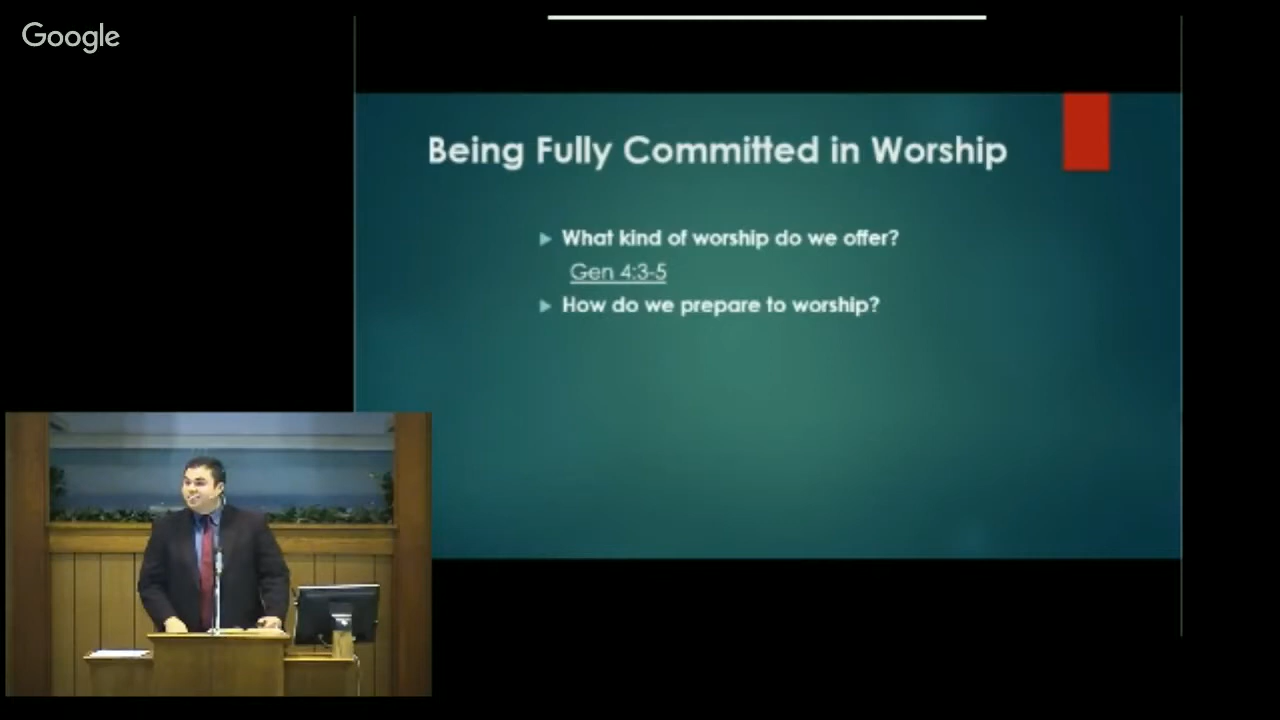 Google
Being Fully Committed in Worship
What kind of worship do we offer?
Gen 4:3-5
How do we prepare to worship?